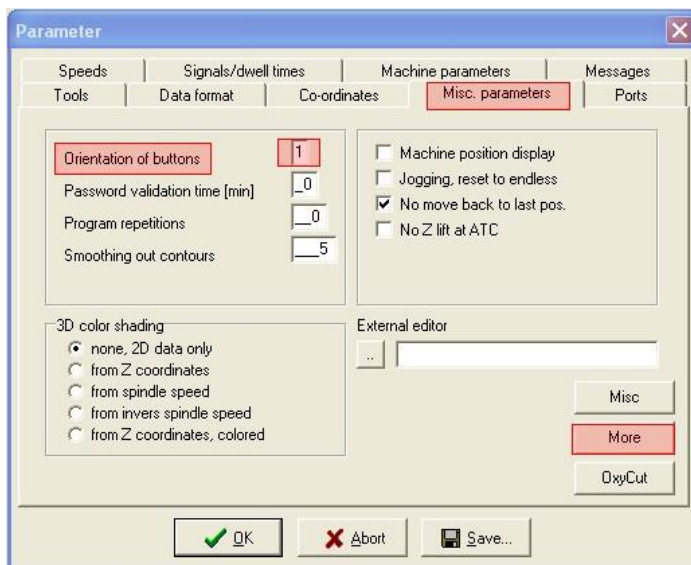 Parameter
Speeds
Signals/dwell times
Machine parameters
Messages
Tools
Data format
Co-ordinates
Misc. parameters
Ports
Orientation of buttons 1
Password validation time [min] _0
Program repetitions __0
Smoothing out contours ___5
Machine position display
Jogging, reset to endless
No move back to last pos.
No Z lift at ATC
3D color shading
none, 2D data only
from Z coordinates
from spindle speed
from invers spindle speed
from Z coordinates, colored
External editor
..
Misc
More
OxyCut
OK
Abort
Save...